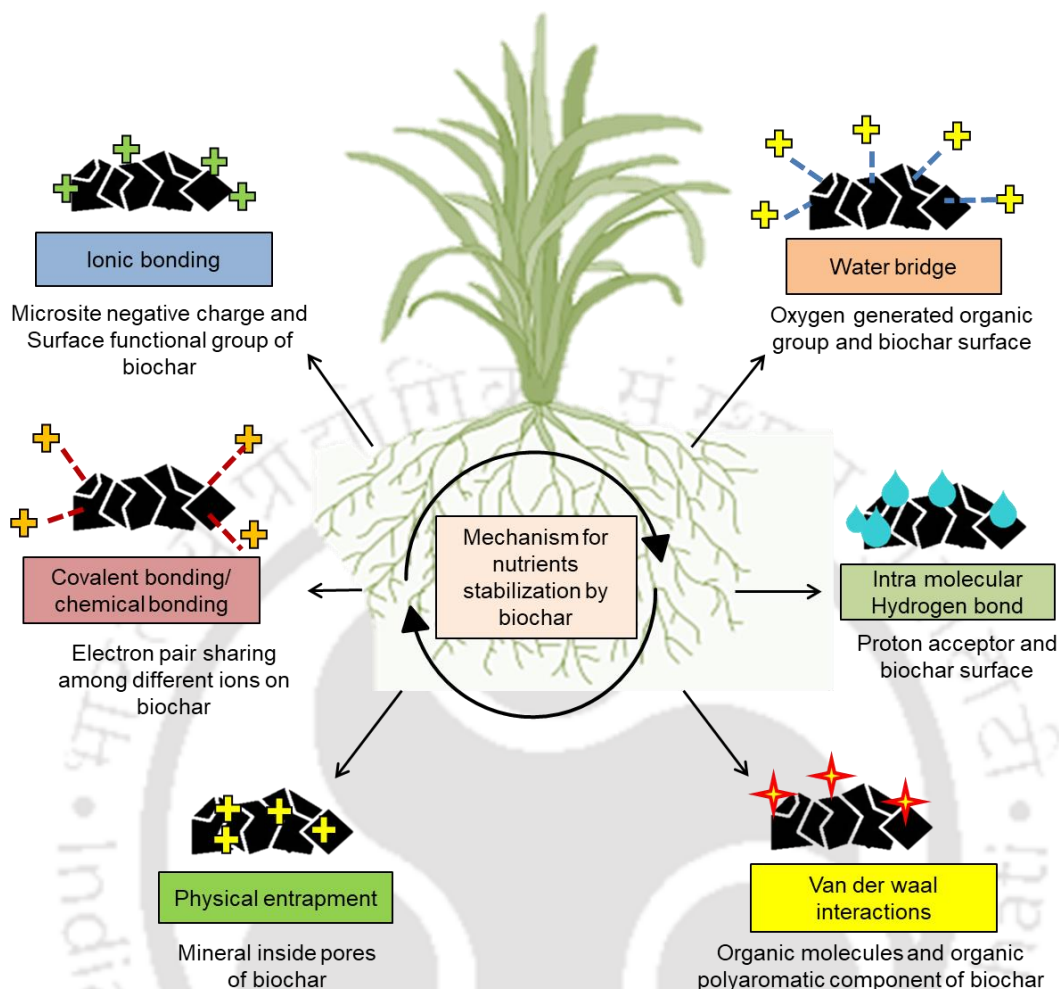 Ionic bonding
Microsite negative charge and
Surface functional group of
biochar
Water bridge
Oxygen generated organic
group and biochar surface
Covalent bonding/
chemical bonding
Electron pair sharing
among different ions on
biochar
Mechanism for
nutrients
stabilization by
biochar
Intra molecular
Hydrogen bond
Proton acceptor and
biochar surface
Physical entrapment
Mineral inside pores
of biochar
Van der waal
interactions
Organic molecules and organic
polyaromatic component of biochar